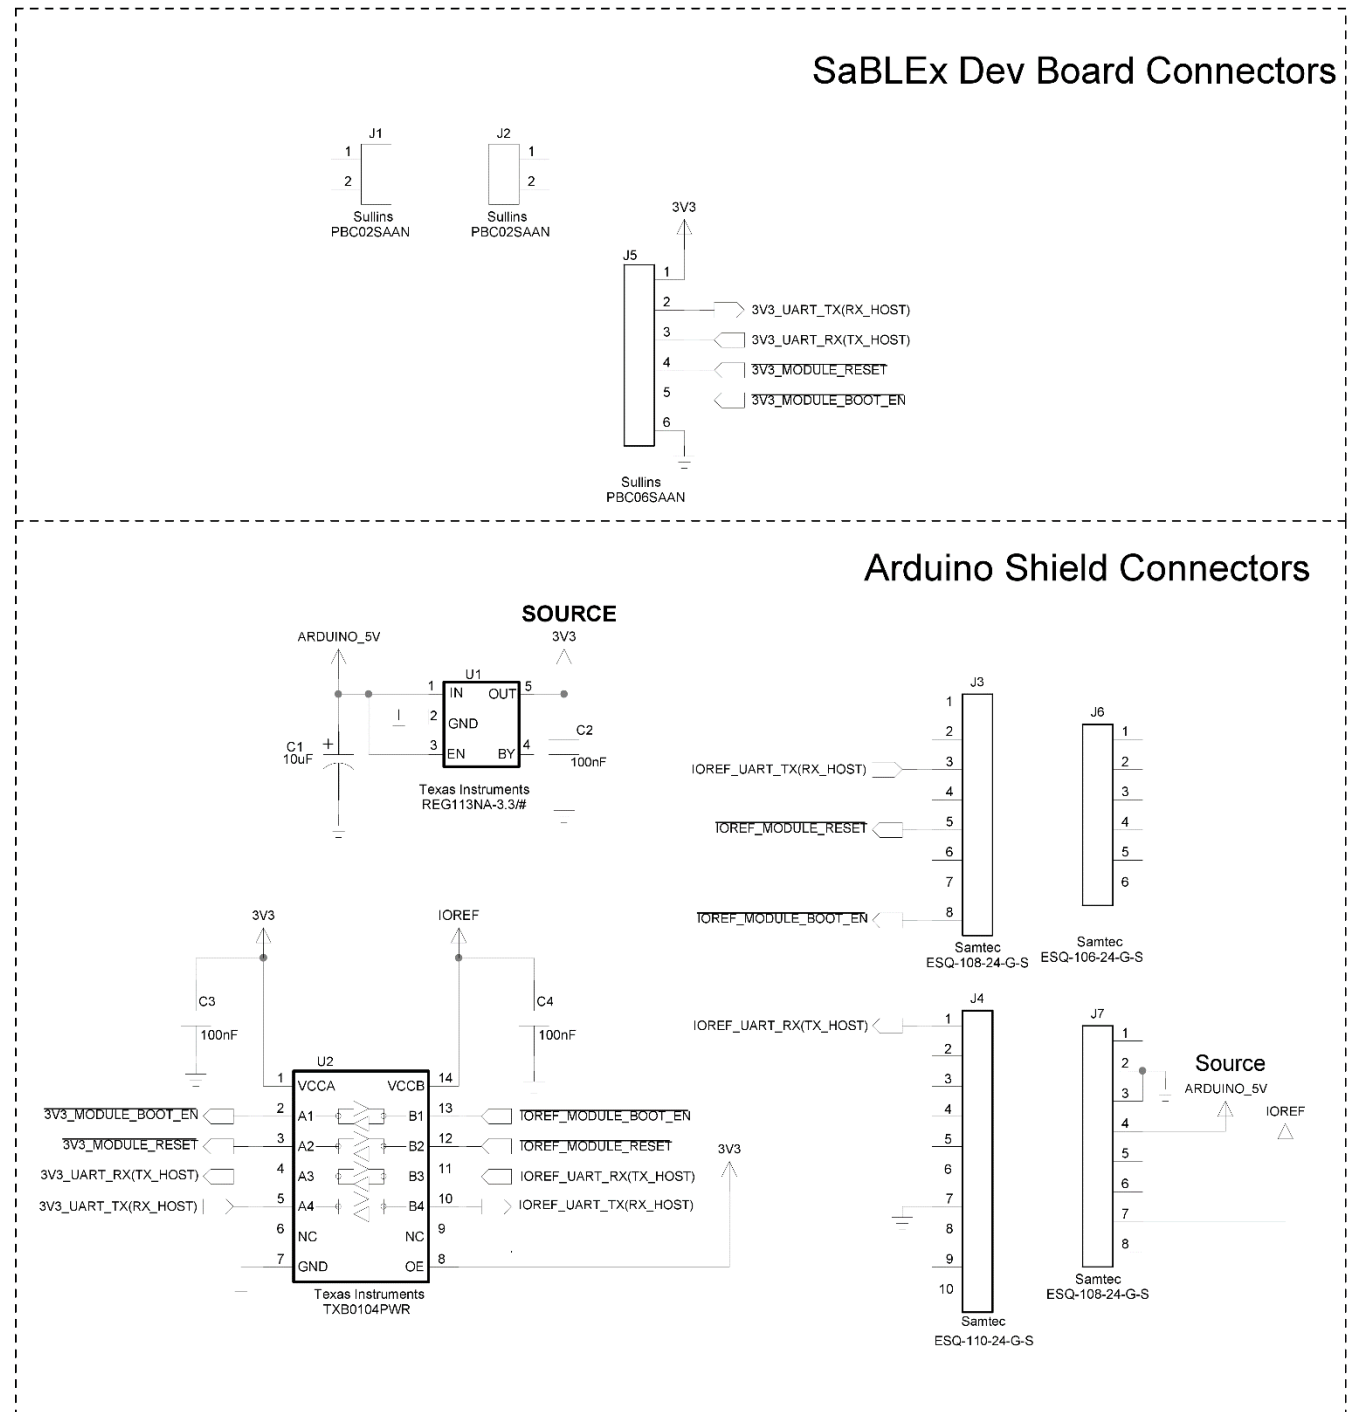 SaBLEx Dev Board Connectors
J1
1
2
Sullins
PBC02SAAN
J2
1
2
Sullins
PBC02SAAN
3V3
J5
1
2
3
4
5
6
3V3_UART_TX(RX_HOST)
3V3_UART_RX(TX_HOST)
3V3_MODULE_RESET
3V3_MODULE_BOOT_EN
Sullins
PBC06SAAN
Arduino Shield Connectors
SOURCE
ARDUINO_5V
3V3
U1
1 IN OUT 5
2 GND
3 EN BY 4
C1
10uF
+
C2
100nF
Texas Instruments
REG113NA-3.3/#
3V3
IOREF
C3
100nF
C4
100nF
U2
1 VCCA VCCB 14
3V3_MODULE_BOOT_EN 2 A1 B1 13 IOREF_MODULE_BOOT_EN
3V3_MODULE_RESET 3 A2 B2 12 IOREF_MODULE_RESET
3V3_UART_RX(TX_HOST) 4 A3 B3 11 IOREF_UART_RX(TX_HOST)
3V3_UART_TX(RX_HOST) 5 A4 B4 10 IOREF_UART_TX(RX_HOST)
6 NC NC 9
7 GND OE 8
3V3
Texas Instruments
TXB0104PWR
J3
1
2
IOREF_UART_TX(RX_HOST) 3
4
IOREF_MODULE_RESET 5
6
7
IOREF_MODULE_BOOT_EN 8
Samtec
ESQ-108-24-G-S
J6
1
2
3
4
5
6
Samtec
ESQ-106-24-G-S
J4
IOREF_UART_RX(TX_HOST) 1
2
3
4
5
6
7
8
9
10
Samtec
ESQ-110-24-G-S
J7
1
2
3
4
5
6
7
8
Source
ARDUINO_5V
IOREF
Samtec
ESQ-108-24-G-S